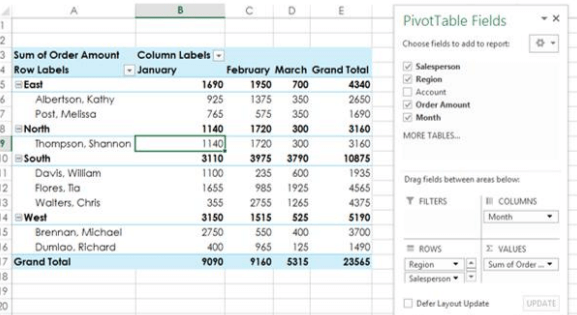 A B C D E
1
2
3 Sum of Order Amount Column Labels
4 Row Labels January February March Grand Total
5 East 1690 1950 700 4340
6 Albertson, Kathy 925 1375 350 2650
7 Post, Melissa 765 575 350 1690
8 North 1140 1720 300 3160
9 Thompson, Shannon 1140 1720 300 3160
10 South 3110 3975 3790 10875
11 Davis, William 1100 235 600 1935
12 Flores, Tia 1655 985 1925 4565
13 Walters, Chris 355 2755 1265 4375
14 West 3150 1515 525 5190
15 Brennan, Michael 2750 550 400 3700
16 Dumlao, Richard 400 965 125 1490
17 Grand Total 9090 9160 5315 23565
18
19
20
PivotTable Fields
Choose fields to add to report:
Salesperson
Region
Account
Order Amount
Month
MORE TABLES...
Drag fields between areas below:
FILTERS
COLUMNS
Month
ROWS
Region
Salesperson
Σ VALUES
Sum of Order ...
Defer Layout Update
UPDATE